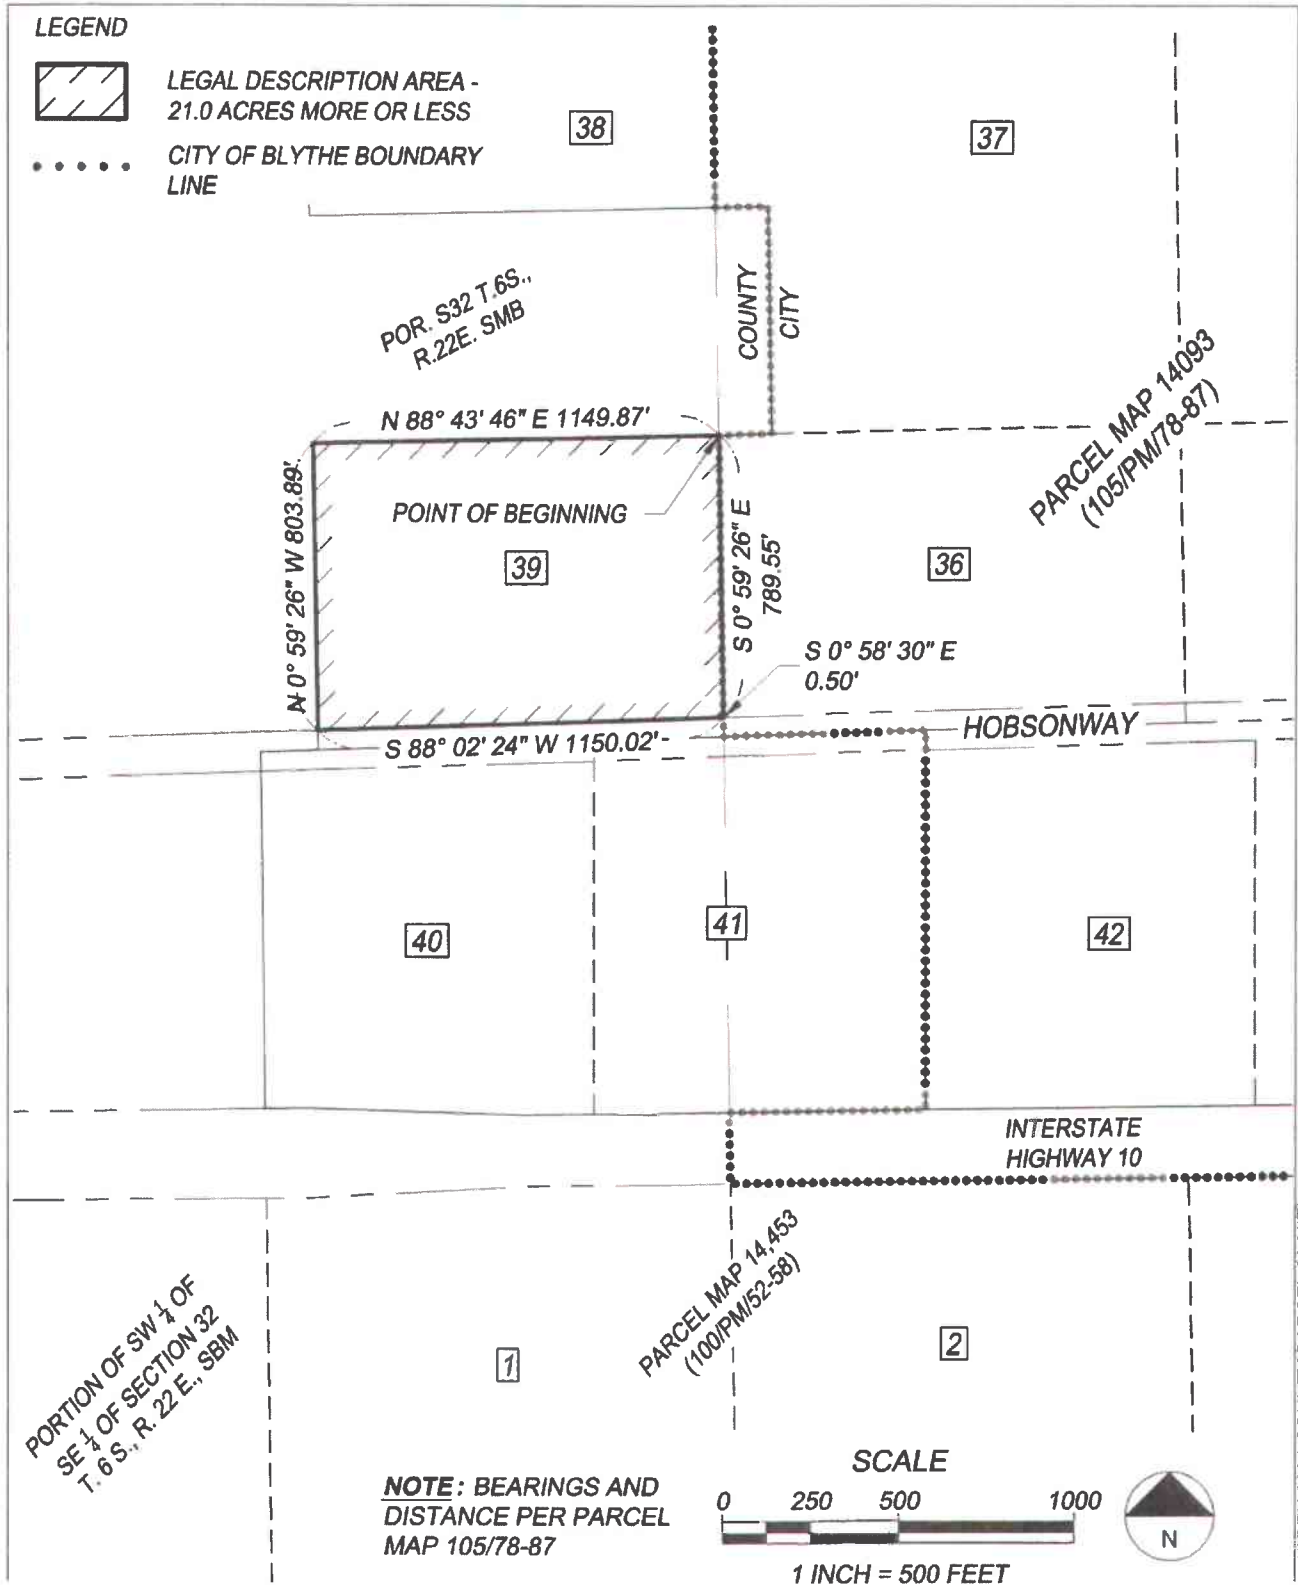 LEGEND
LEGAL DESCRIPTION AREA -
21.0 ACRES MORE OR LESS
CITY OF BLYTHE BOUNDARY
LINE
38
37
POR. S32 T.6S.,
R.22E. SMB
COUNTY
CITY
PARCEL MAP 14093
(105/PM/78-87)
N 88° 43' 46" E 1149.87'
N 0° 59' 26" W 803.89'
POINT OF BEGINNING
39
S 0° 59' 26" E
789.55'
36
S 0° 58' 30" E
0.50'
S 88° 02' 24" W 1150.02'
HOBSONWAY
40
41
42
INTERSTATE
HIGHWAY 10
PARCEL MAP 14,453
(100/PM/52-58)
PORTION OF SW 1/4 OF
SE 1/4 OF SECTION 32
T. 6 S., R. 22 E., SBM
1
2
NOTE: BEARINGS AND
DISTANCE PER PARCEL
MAP 105/78-87
SCALE
0 250 500 1000
1 INCH = 500 FEET
N